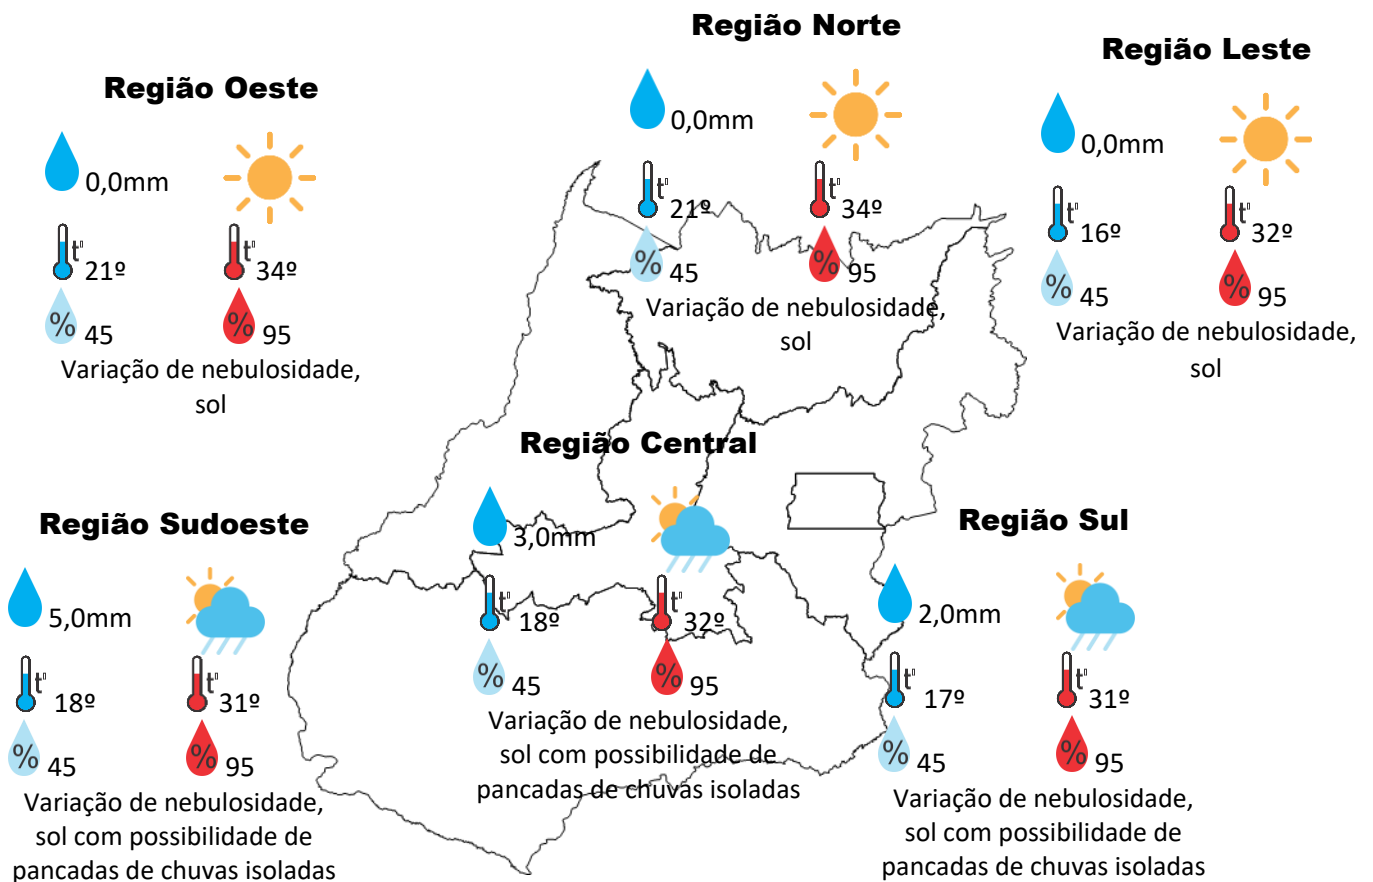 Região Norte
0,0mm
t°
21º
t°
34º
%
45
%
95
Variação de nebulosidade,
sol
Região Leste
0,0mm
t°
16º
t°
32º
%
45
%
95
Variação de nebulosidade,
sol
Região Oeste
0,0mm
t°
21º
t°
34º
%
45
%
95
Variação de nebulosidade,
sol
Região Central
3,0mm
t°
18º
t°
32º
%
45
%
95
Variação de nebulosidade,
sol com possibilidade de
pancadas de chuvas isoladas
Região Sudoeste
5,0mm
t°
18º
t°
31º
%
45
%
95
Variação de nebulosidade,
sol com possibilidade de
pancadas de chuvas isoladas
Região Sul
2,0mm
t°
17º
t°
31º
%
45
%
95
Variação de nebulosidade,
sol com possibilidade de
pancadas de chuvas isoladas